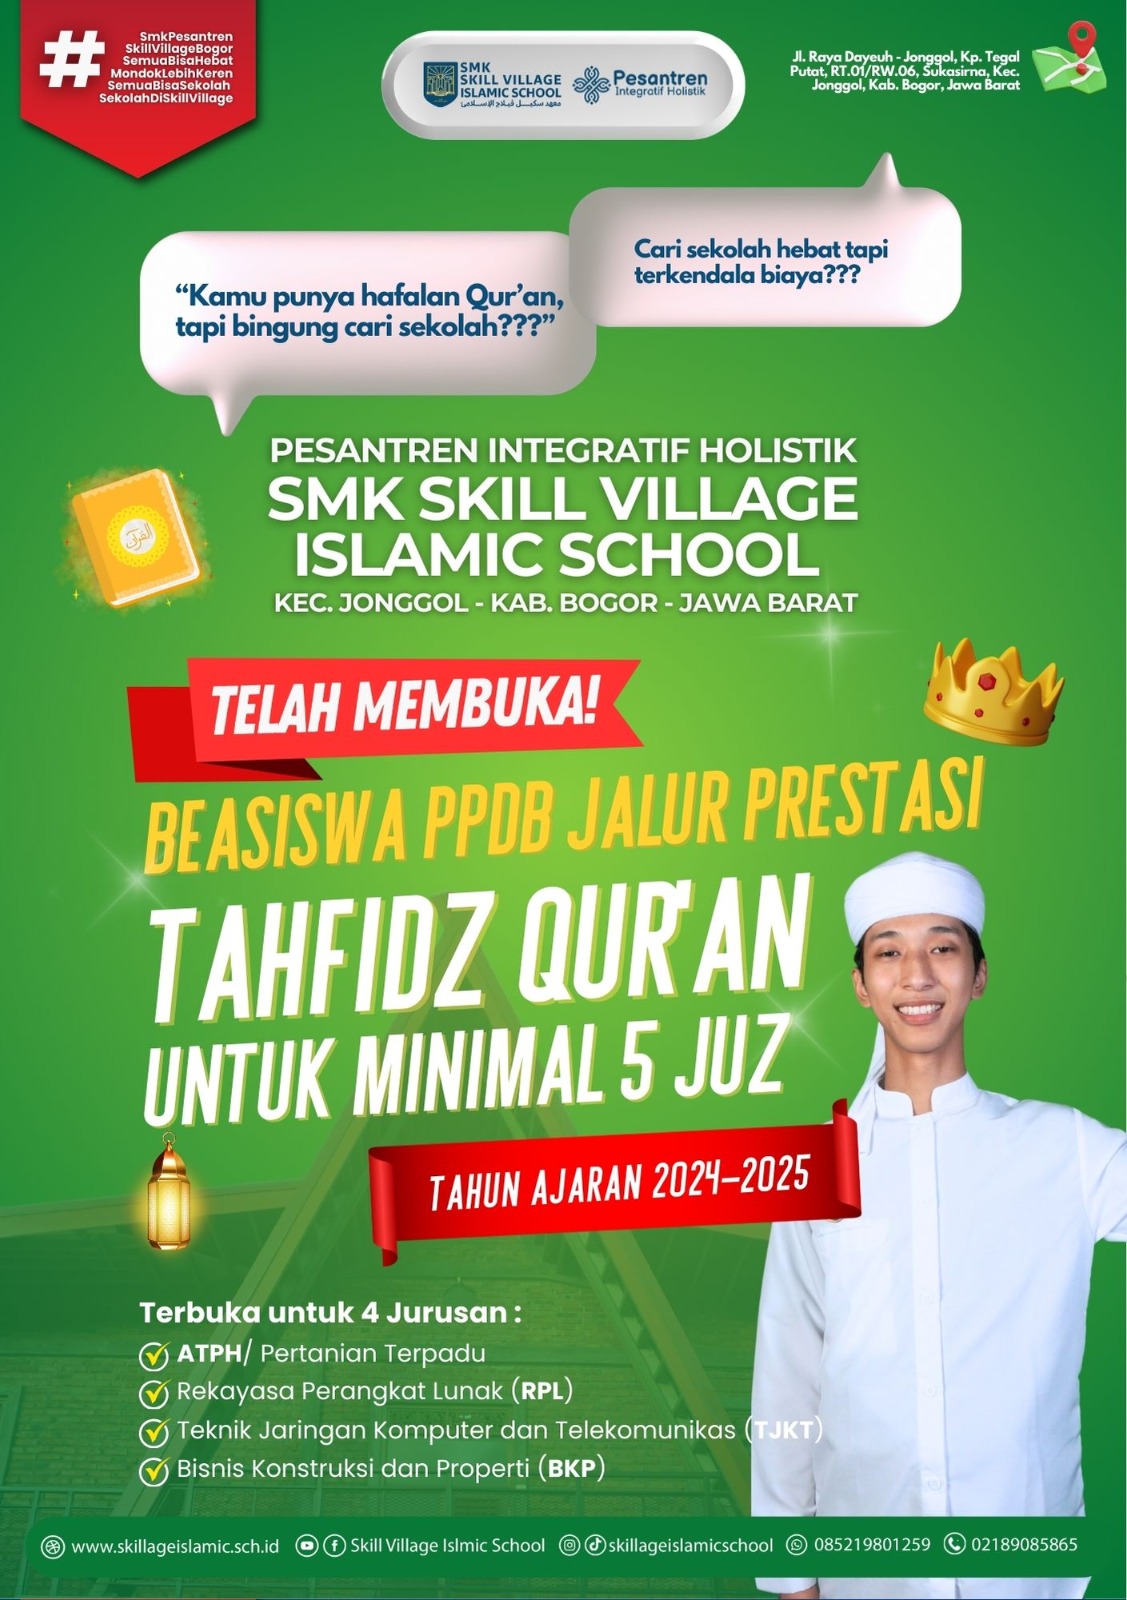 #
SmkPesantren
SkillVillageBogor
SemuaBisaHebat
MondokLebihKeren
SemuaBisaSekolah
SekolahDiSkillVillage
SMK
SKILL VILLAGE
ISLAMIC SCHOOL
معهد سكيل فيلاج الإسلامي
Pesantren
Integratif Holistik
Jl. Raya Dayeuh - Jonggol, Kp. Tegal
Putat, RT.01/RW.06, Sukasirna, Kec.
Jonggol, Kab. Bogor, Jawa Barat
Cari sekolah hebat tapi
terkendala biaya???
“Kamu punya hafalan Qur’an,
tapi bingung cari sekolah???”
PESANTREN INTEGRATIF HOLISTIK
SMK SKILL VILLAGE
ISLAMIC SCHOOL
KEC. JONGGOL - KAB. BOGOR - JAWA BARAT
القرآن
TELAH MEMBUKA!
BEASISWA PPDB JALUR PRESTASI
TAHFIDZ QUR'AN
UNTUK MINIMAL 5 JUZ
TAHUN AJARAN 2024–2025
Terbuka untuk 4 Jurusan :
ATPH/ Pertanian Terpadu
Rekayasa Perangkat Lunak (RPL)
Teknik Jaringan Komputer dan Telekomunikas (TJKT)
Bisnis Konstruksi dan Properti (BKP)
www.skillageislamic.sch.id Skill Village Islmic School skillageislamicschool 085219801259 02189085865